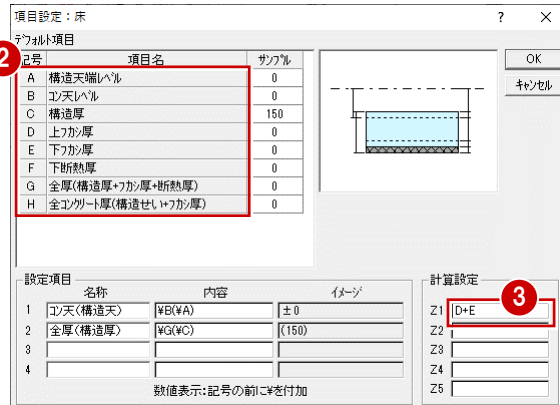 項目設定：床
? ×
デフォルト項目
2
記号 項目名 サンプル
A 構造天端レベル 0
B コン天レベル 0
C 構造厚 150
D 上フカシ厚 0
E 下フカシ厚 0
F 下断熱厚 0
G 全厚(構造厚+フカシ厚+断熱厚) 0
H 全コンクリート厚(構造せい+フカシ厚) 0
OK
キャンセル
設定項目
名称 内容 イメージ
1 コン天(構造天) ¥B(¥A) ±0
2 全厚(構造厚) ¥G(¥C) (150)
3
4
数値表示:記号の前に¥を付加
計算設定
3
Z1 D+E
Z2
Z3
Z4
Z5